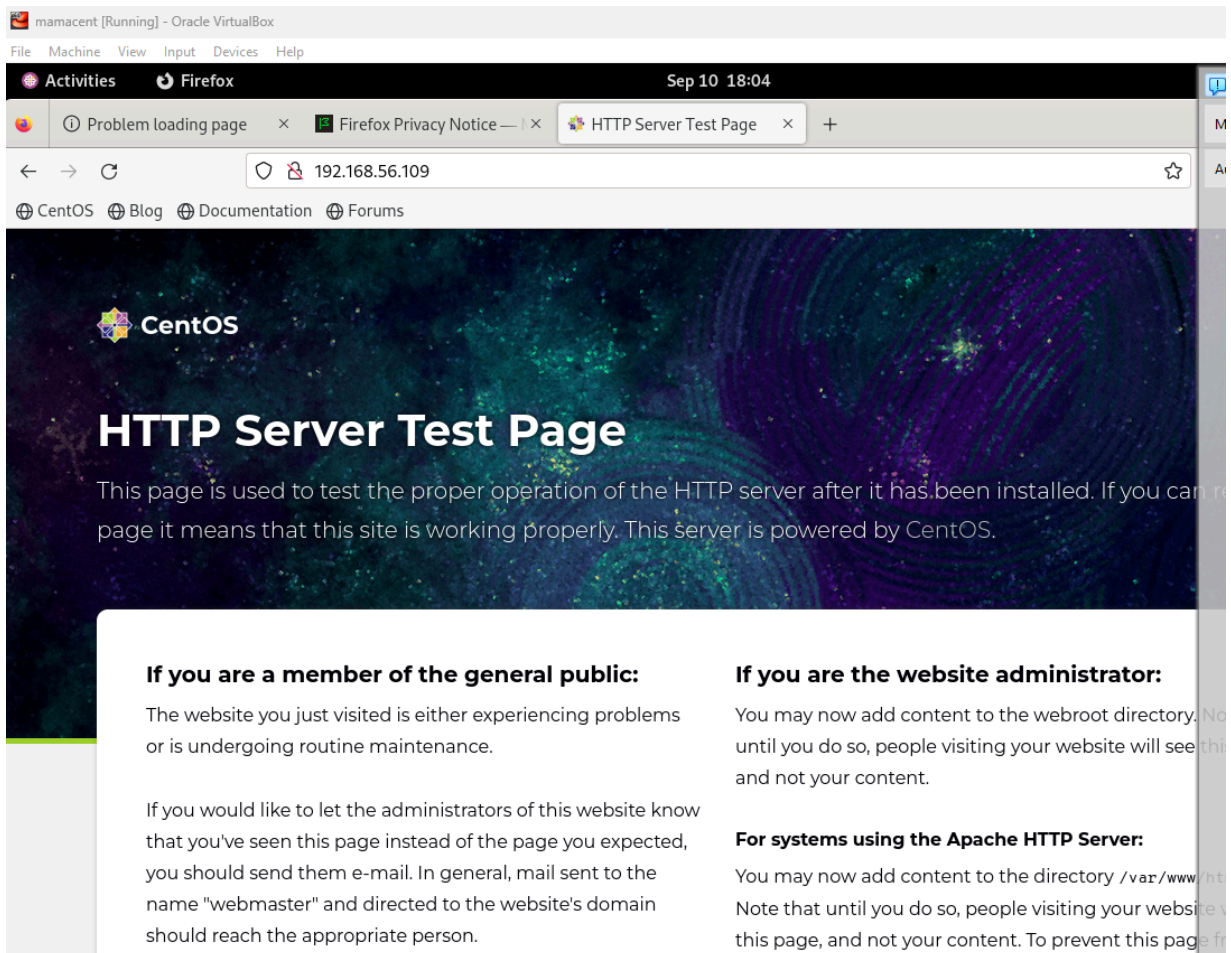 mamacent [Running] - Oracle VirtualBox
File Machine View Input Devices Help
Activities Firefox Sep 10 18:04
Problem loading page × Firefox Privacy Notice — × HTTP Server Test Page × +
192.168.56.109
CentOS Blog Documentation Forums
CentOS
HTTP Server Test Page
This page is used to test the proper operation of the HTTP server after it has been installed. If you can
page it means that this site is working properly. This server is powered by CentOS.
If you are a member of the general public:
The website you just visited is either experiencing problems
or is undergoing routine maintenance.
If you would like to let the administrators of this website know
that you've seen this page instead of the page you expected,
you should send them e-mail. In general, mail sent to the
name "webmaster" and directed to the website's domain
should reach the appropriate person.
If you are the website administrator:
You may now add content to the webroot directory.
until you do so, people visiting your website will see
and not your content.
For systems using the Apache HTTP Server:
You may now add content to the directory /var/www/
Note that until you do so, people visiting your website
this page, and not your content. To prevent this page